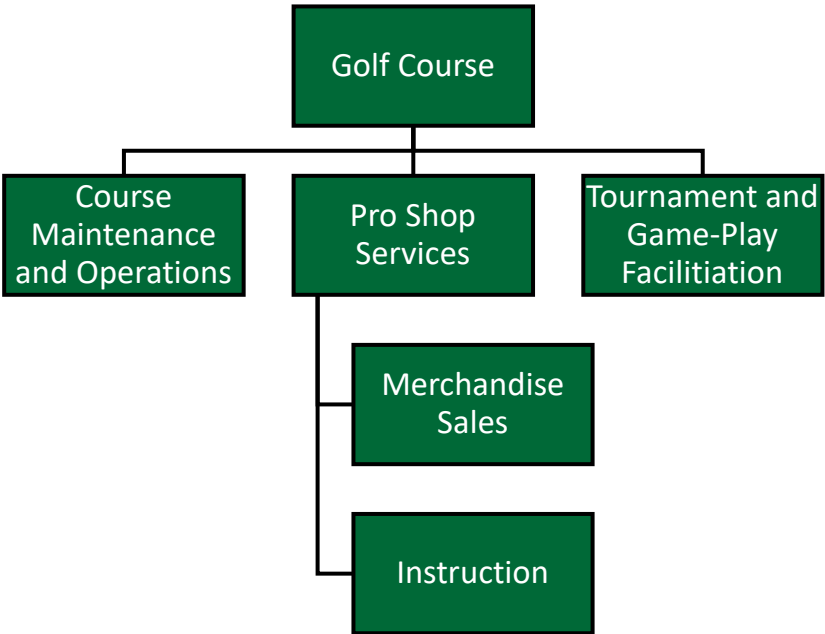 Golf Course
Course
Maintenance
and Operations
Pro Shop
Services
Tournament and
Game-Play
Facilitiation
Merchandise
Sales
Instruction